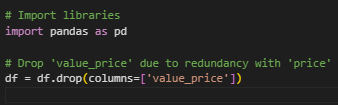 # Import libraries
import pandas as pd
# Drop 'value_price' due to redundancy with 'price'
df = df.drop(columns=['value_price'])